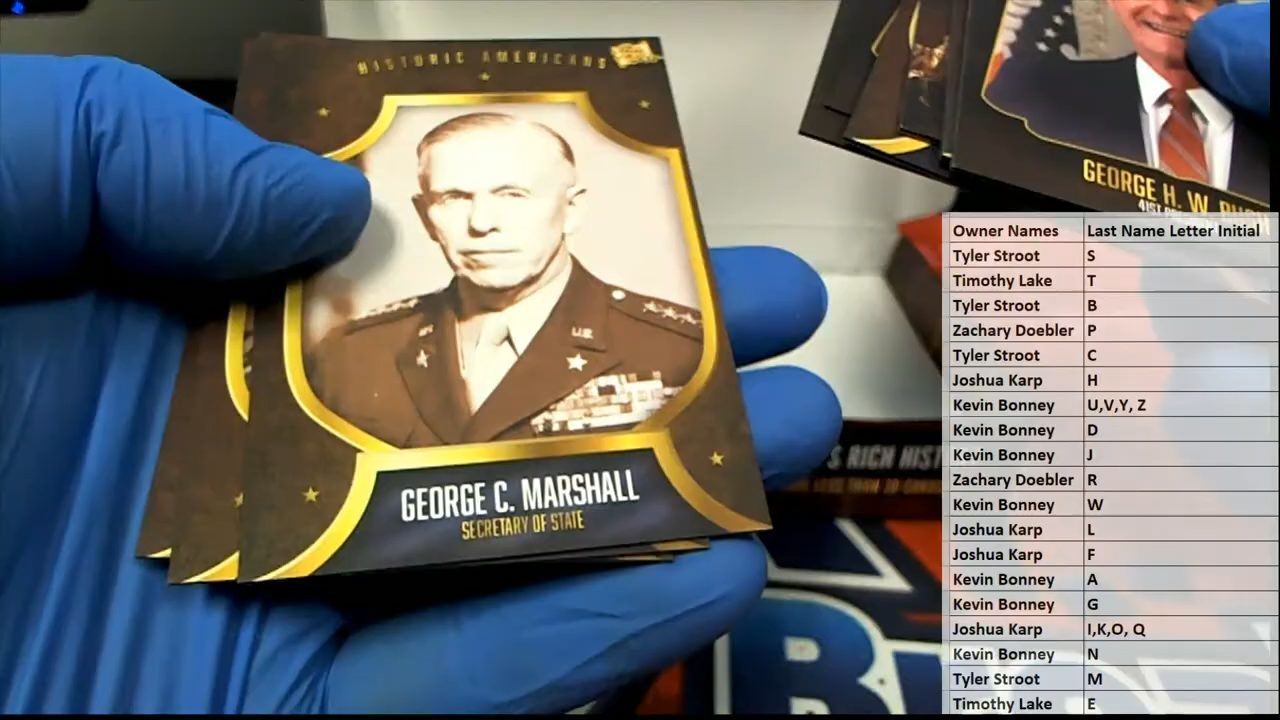 HISTORIC AMERICANS
GEORGE C. MARSHALL
SECRETARY OF STATE
U.S.
GEORGE H. W. BUSH
41ST
S RICH HIST
Owner Names Last Name Letter Initial
Tyler Stroot S
Timothy Lake T
Tyler Stroot B
Zachary Doebler P
Tyler Stroot C
Joshua Karp H
Kevin Bonney U,V,Y, Z
Kevin Bonney D
Kevin Bonney J
Zachary Doebler R
Kevin Bonney W
Joshua Karp L
Joshua Karp F
Kevin Bonney A
Kevin Bonney G
Joshua Karp I,K,O, Q
Kevin Bonney N
Tyler Stroot M
Timothy Lake E